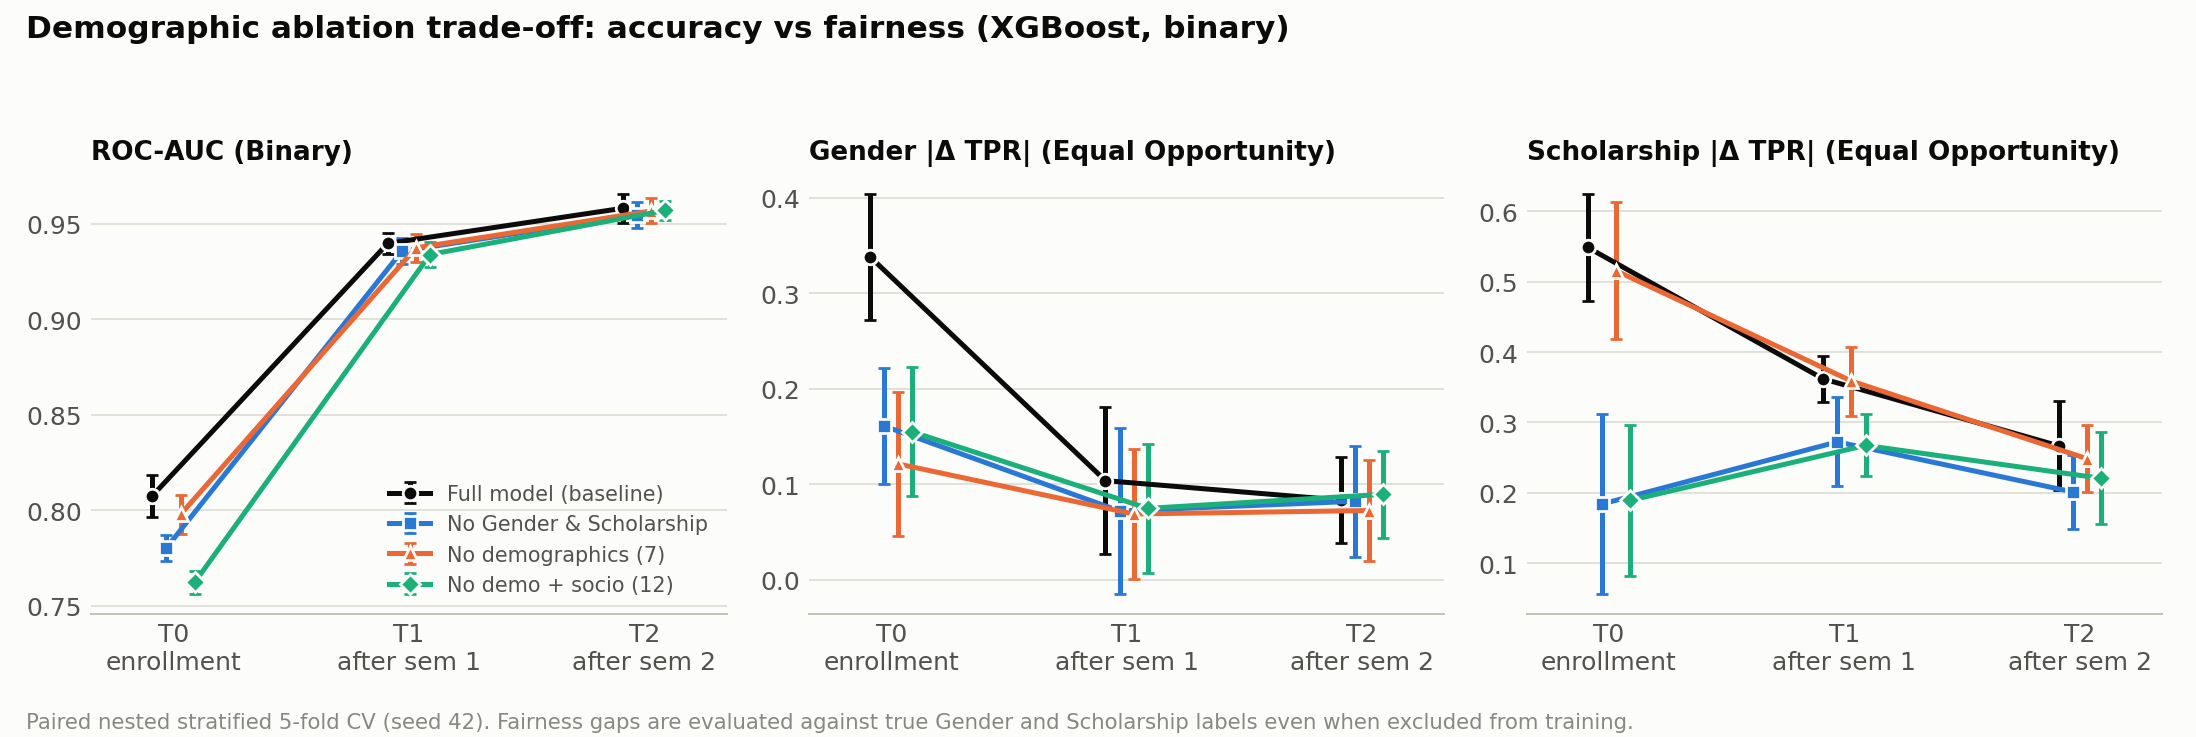 Demographic ablation trade-off: accuracy vs fairness (XGBoost, binary)
ROC-AUC (Binary)
0.95
0.90
0.85
0.80
0.75
Full model (baseline)
No Gender & Scholarship
No demographics (7)
No demo + socio (12)
T0
enrollment
T1
after sem 1
T2
after sem 2
Gender |Δ TPR| (Equal Opportunity)
0.4
0.3
0.2
0.1
0.0
T0
enrollment
T1
after sem 1
T2
after sem 2
Scholarship |Δ TPR| (Equal Opportunity)
0.6
0.5
0.4
0.3
0.2
0.1
T0
enrollment
T1
after sem 1
T2
after sem 2
Paired nested stratified 5-fold CV (seed 42). Fairness gaps are evaluated against true Gender and Scholarship labels even when excluded from training.